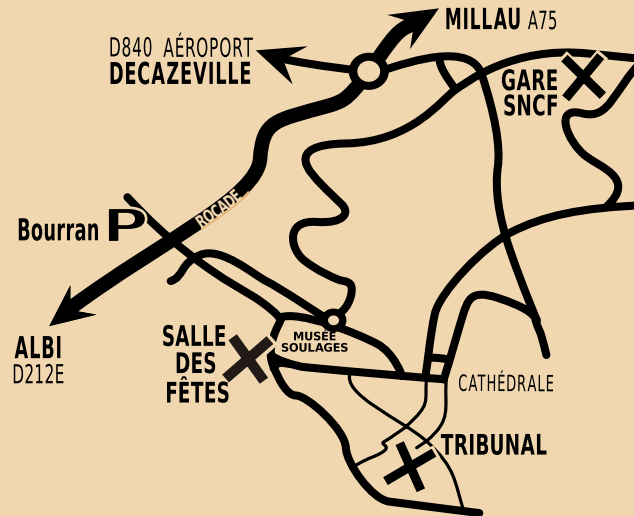 MILLAU A75
D840 AÉROPORT
DECAZEVILLE
GARE
SNCF
ROCADE
Bourran P
ALBI
D212E
SALLE
DES
FÊTES
MUSÉE
SOULAGES
CATHÉDRALE
TRIBUNAL